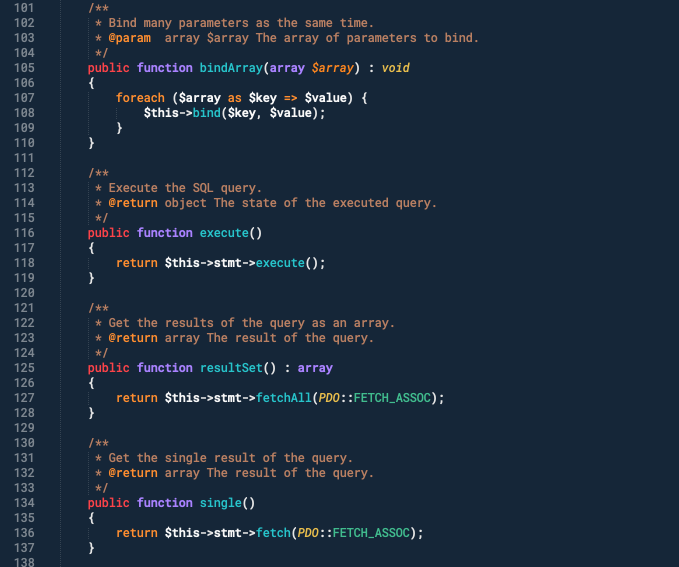 101 /**
102 * Bind many parameters as the same time.
103 * @param  array $array The array of parameters to bind.
104 */
105 public function bindArray(array $array) : void
106 {
107 foreach ($array as $key => $value) {
108 $this->bind($key, $value);
109 }
110 }
111
112 /**
113 * Execute the SQL query.
114 * @return object The state of the executed query.
115 */
116 public function execute()
117 {
118 return $this->stmt->execute();
119 }
120
121 /**
122 * Get the results of the query as an array.
123 * @return array The result of the query.
124 */
125 public function resultSet() : array
126 {
127 return $this->stmt->fetchAll(PDO::FETCH_ASSOC);
128 }
129
130 /**
131 * Get the single result of the query.
132 * @return array The result of the query.
133 */
134 public function single()
135 {
136 return $this->stmt->fetch(PDO::FETCH_ASSOC);
137 }
138